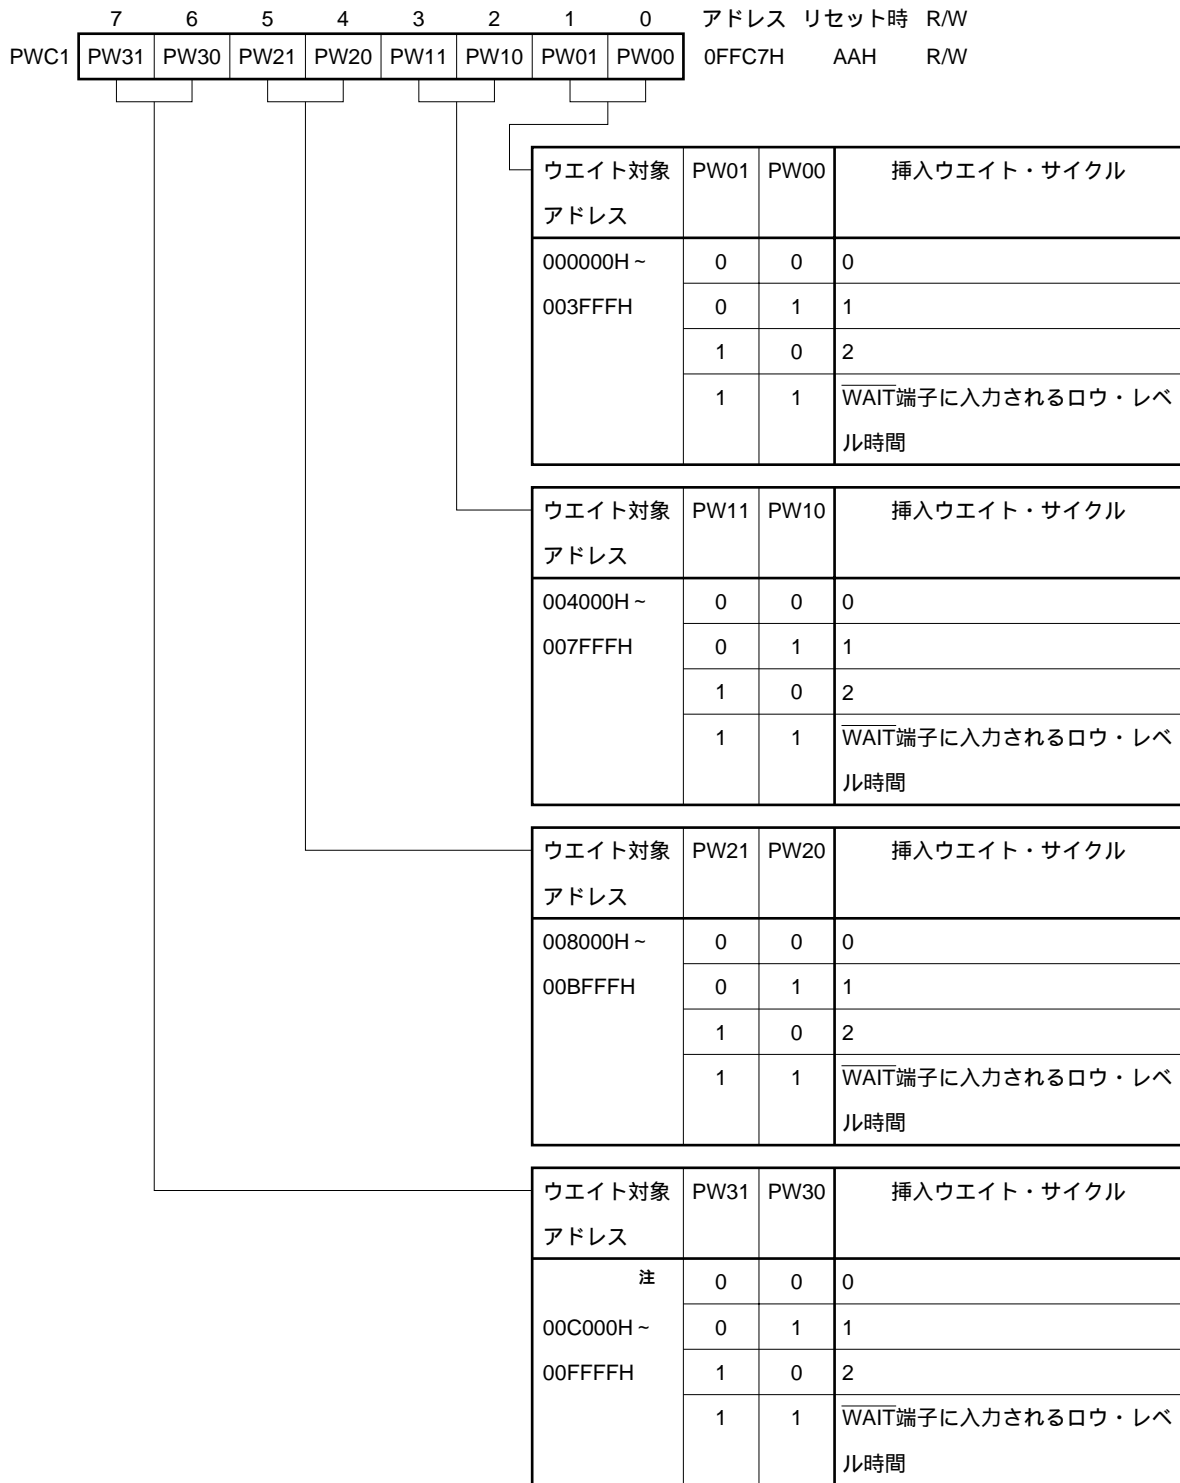 7 6 5 4 3 2 1 0 アドレス リセット時 R/W
PWC1 PW31 PW30 PW21 PW20 PW11 PW10 PW01 PW00 0FFC7H AAH R/W
ウエイト対象 PW01 PW00 挿入ウエイト・サイクル
アドレス
000000H~ 0 0 0
003FFFH 0 1 1
1 0 2
1 1 WAIT端子に入力されるロウ・レベ
ル時間
ウエイト対象 PW11 PW10 挿入ウエイト・サイクル
アドレス
004000H~ 0 0 0
007FFFH 0 1 1
1 0 2
1 1 WAIT端子に入力されるロウ・レベ
ル時間
ウエイト対象 PW21 PW20 挿入ウエイト・サイクル
アドレス
008000H~ 0 0 0
00BFFFH 0 1 1
1 0 2
1 1 WAIT端子に入力されるロウ・レベ
ル時間
ウエイト対象 PW31 PW30 挿入ウエイト・サイクル
アドレス
注 0 0 0
00C000H~ 0 1 1
00FFFFH 1 0 2
1 1 WAIT端子に入力されるロウ・レベ
ル時間